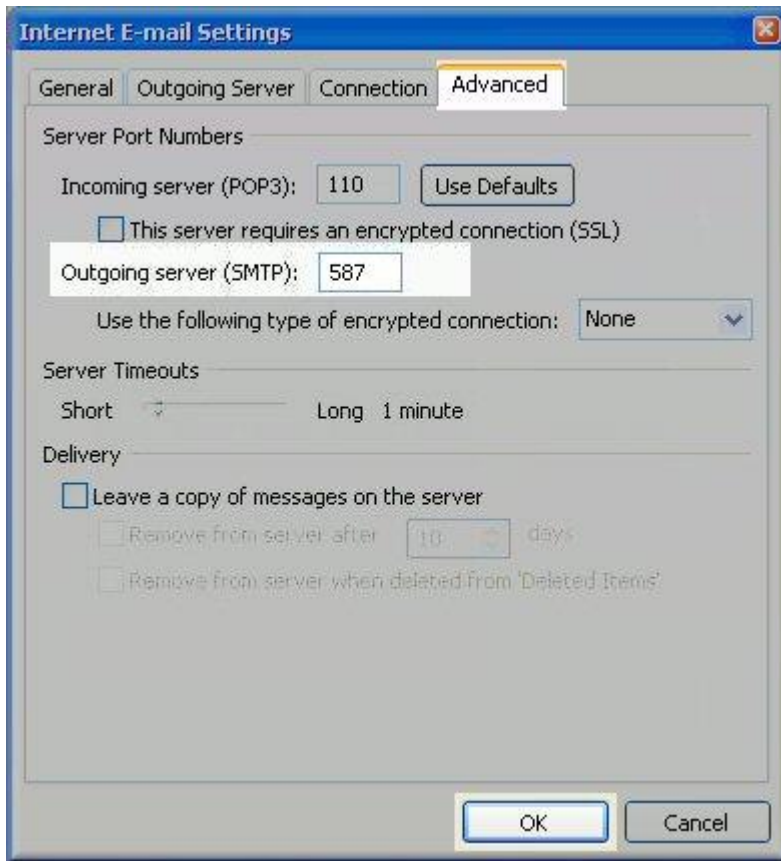 Internet E-mail Settings
General Outgoing Server Connection Advanced
Server Port Numbers
Incoming server (POP3): 110 Use Defaults
This server requires an encrypted connection (SSL)
Outgoing server (SMTP): 587
Use the following type of encrypted connection: None
Server Timeouts
Short Long 1 minute
Delivery
Leave a copy of messages on the server
Remove from server after 10 days
Remove from server when deleted from 'Deleted Items'
OK Cancel